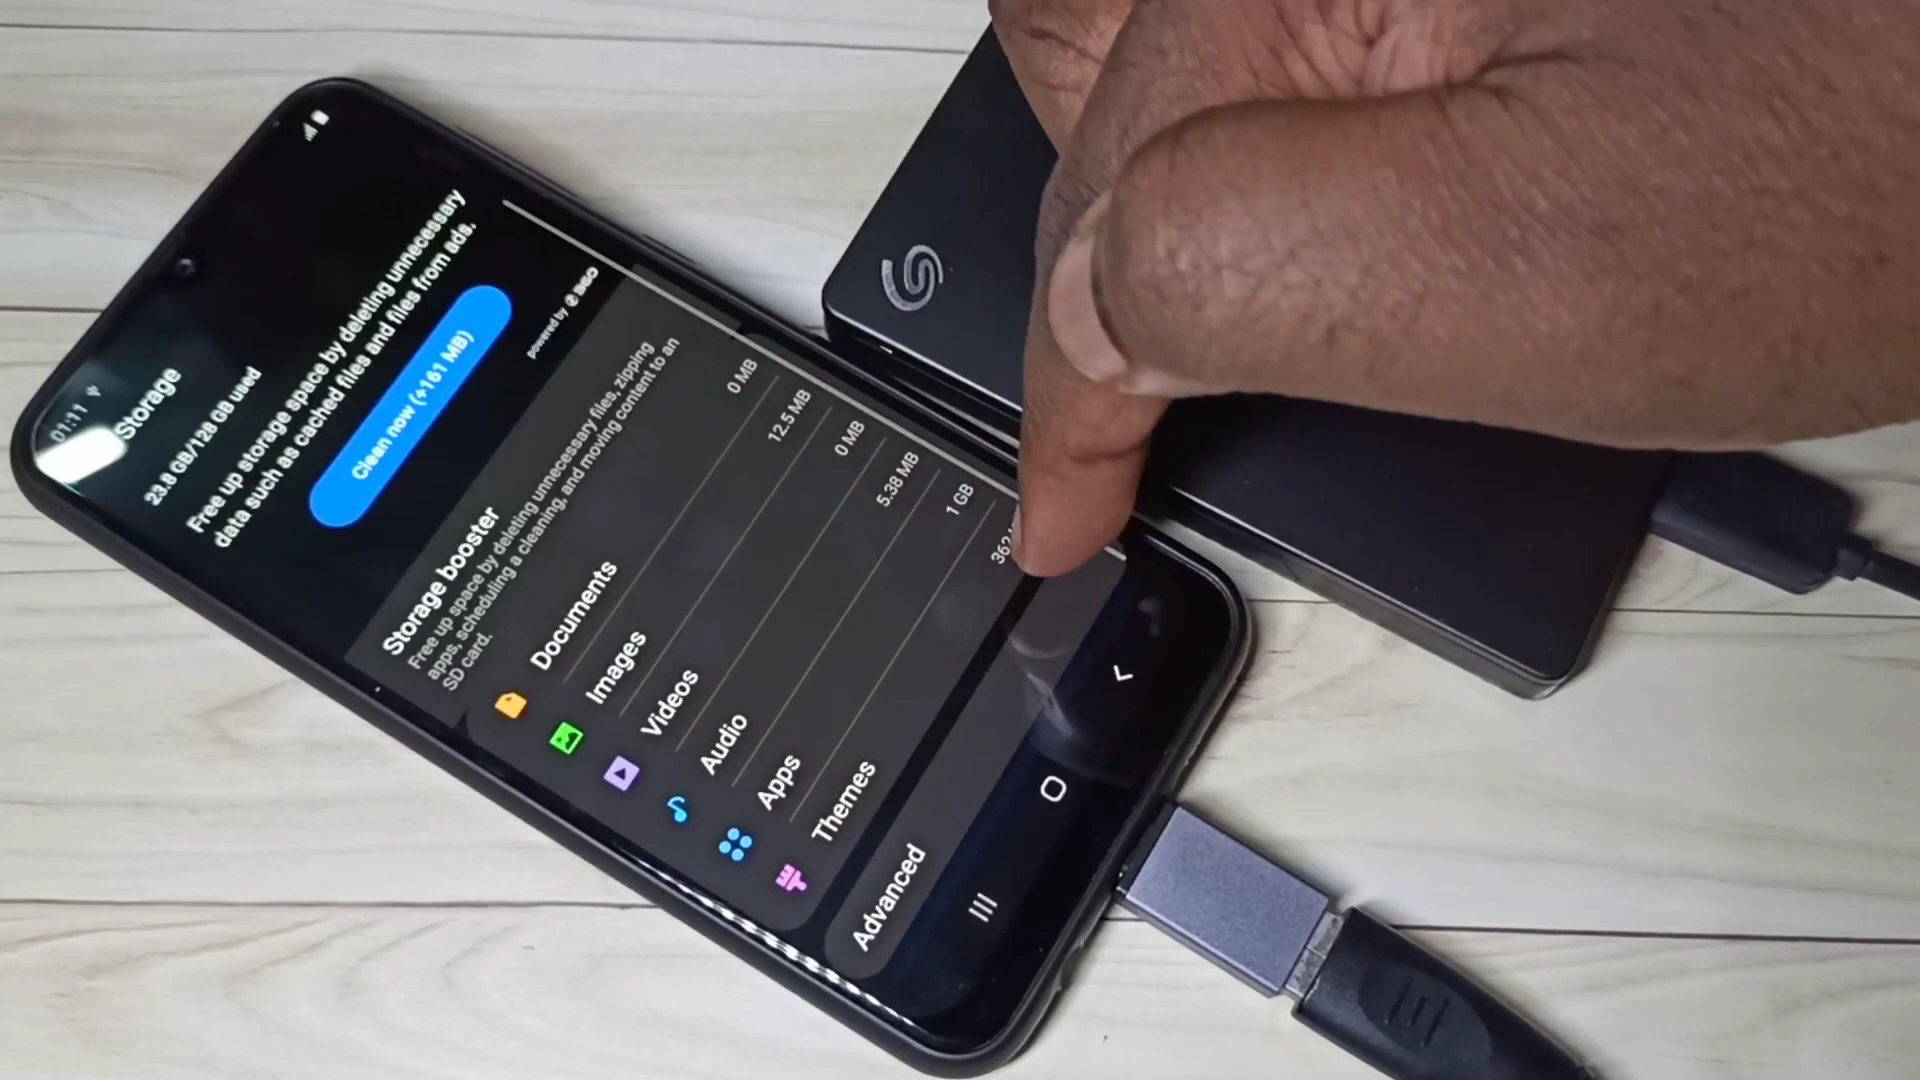 01:11
Storage
23.8 GB/128 GB used
Free up storage space by deleting unnecessary
data such as cached files and files from ads.
Clean now (+161 MB)
powered by
Storage booster
Free up space by deleting unnecessary files, zipping
apps, scheduling a cleaning, and moving content to an
SD card.
Documents 0 MB
Images 12.5 MB
Videos 0 MB
Audio 5.38 MB
Apps 1 GB
Themes 362
Advanced